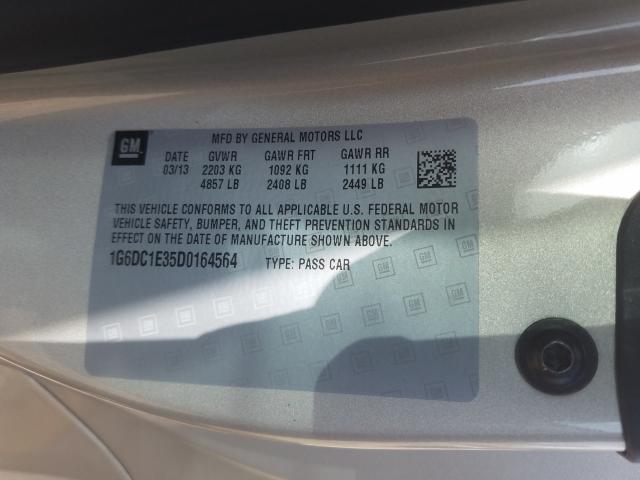 GM
MFD BY GENERAL MOTORS LLC
DATE GVWR GAWR FRT GAWR RR
03/13 2203 KG 1092 KG 1111 KG
4857 LB 2408 LB 2449 LB
THIS VEHICLE CONFORMS TO ALL APPLICABLE U.S. FEDERAL MOTOR
VEHICLE SAFETY, BUMPER, AND THEFT PREVENTION STANDARDS IN
EFFECT ON THE DATE OF MANUFACTURE SHOWN ABOVE.
1G6DC1E35D0164564 TYPE: PASS CAR